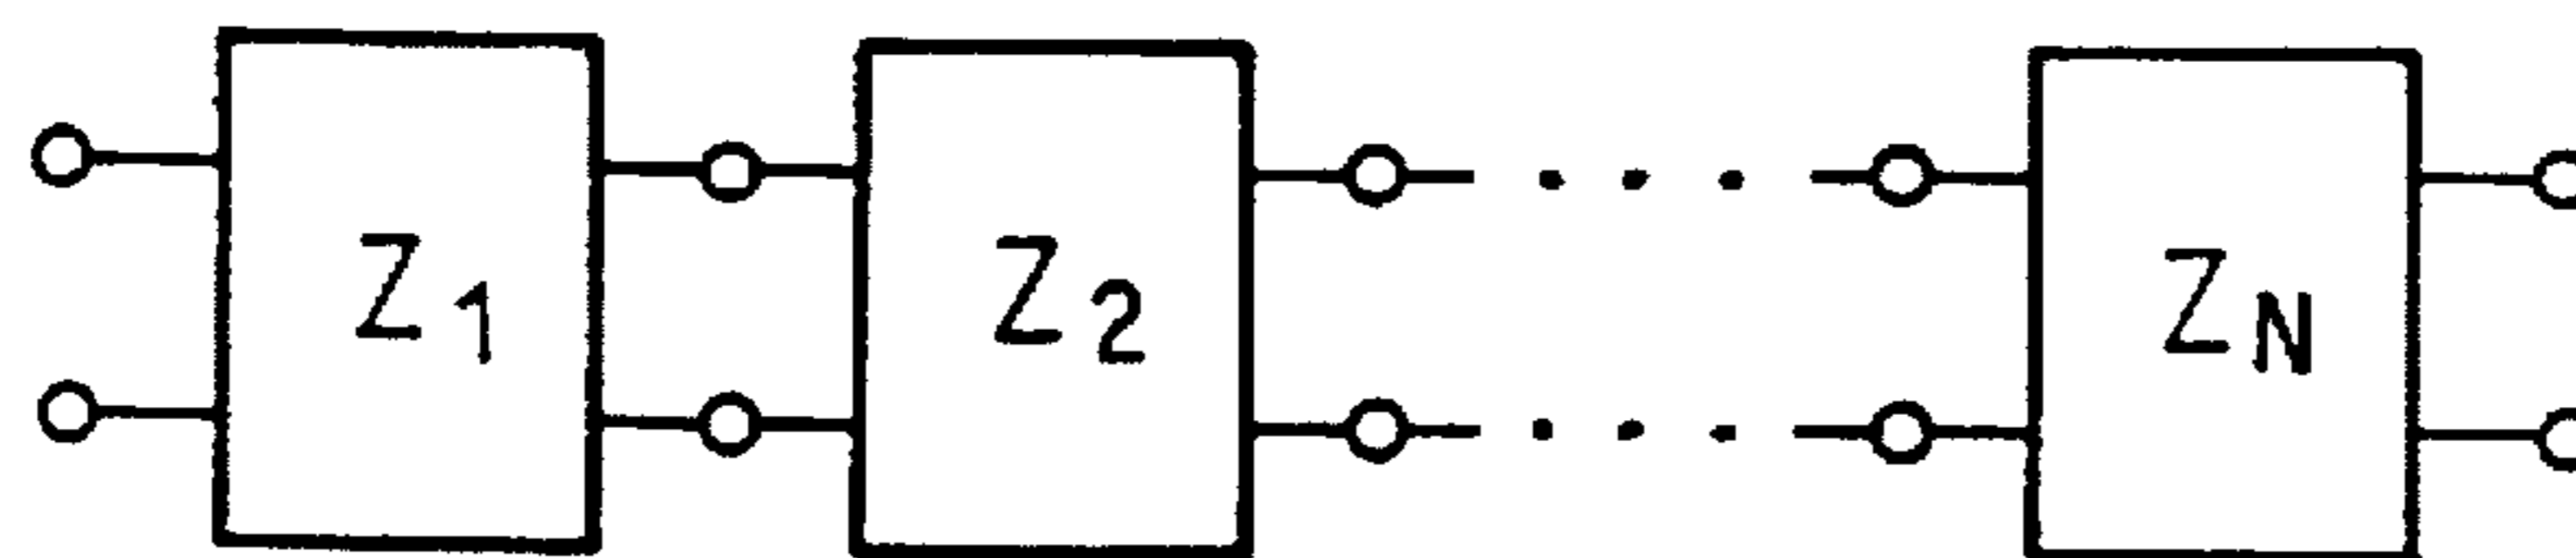 Z1 Z2 . . . ZN